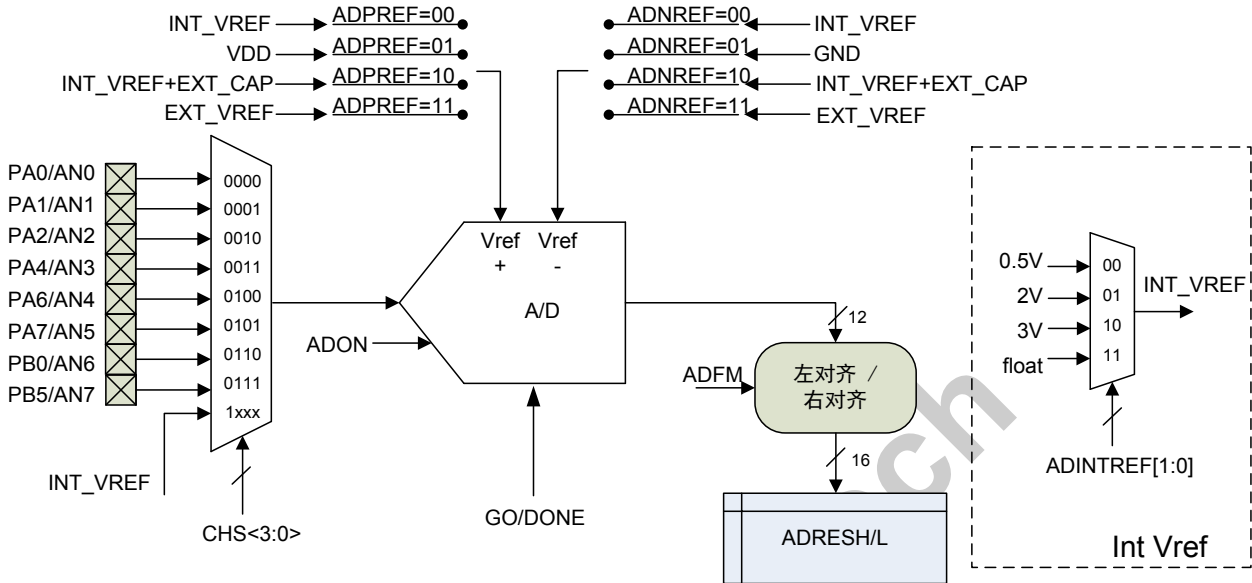 INT_VREF ADPREF=00 ADNREF=00 INT_VREF
VDD ADPREF=01 ADNREF=01 GND
INT_VREF+EXT_CAP ADPREF=10 ADNREF=10 INT_VREF+EXT_CAP
EXT_VREF ADPREF=11 ADNREF=11 EXT_VREF
PA0/AN0 0000
PA1/AN1 0001
PA2/AN2 0010
PA4/AN3 0011
PA6/AN4 0100
PA7/AN5 0101
PB0/AN6 0110
PB5/AN7 0111
1xxx
INT_VREF
CHS<3:0>
Vref Vref
+ -
A/D
ADON
GO/DONE
12
ADFM
左对齐 /
右对齐
16
ADRESH/L
0.5V 00
2V 01
3V 10
float 11
INT_VREF
ADINTREF[1:0]
Int Vref